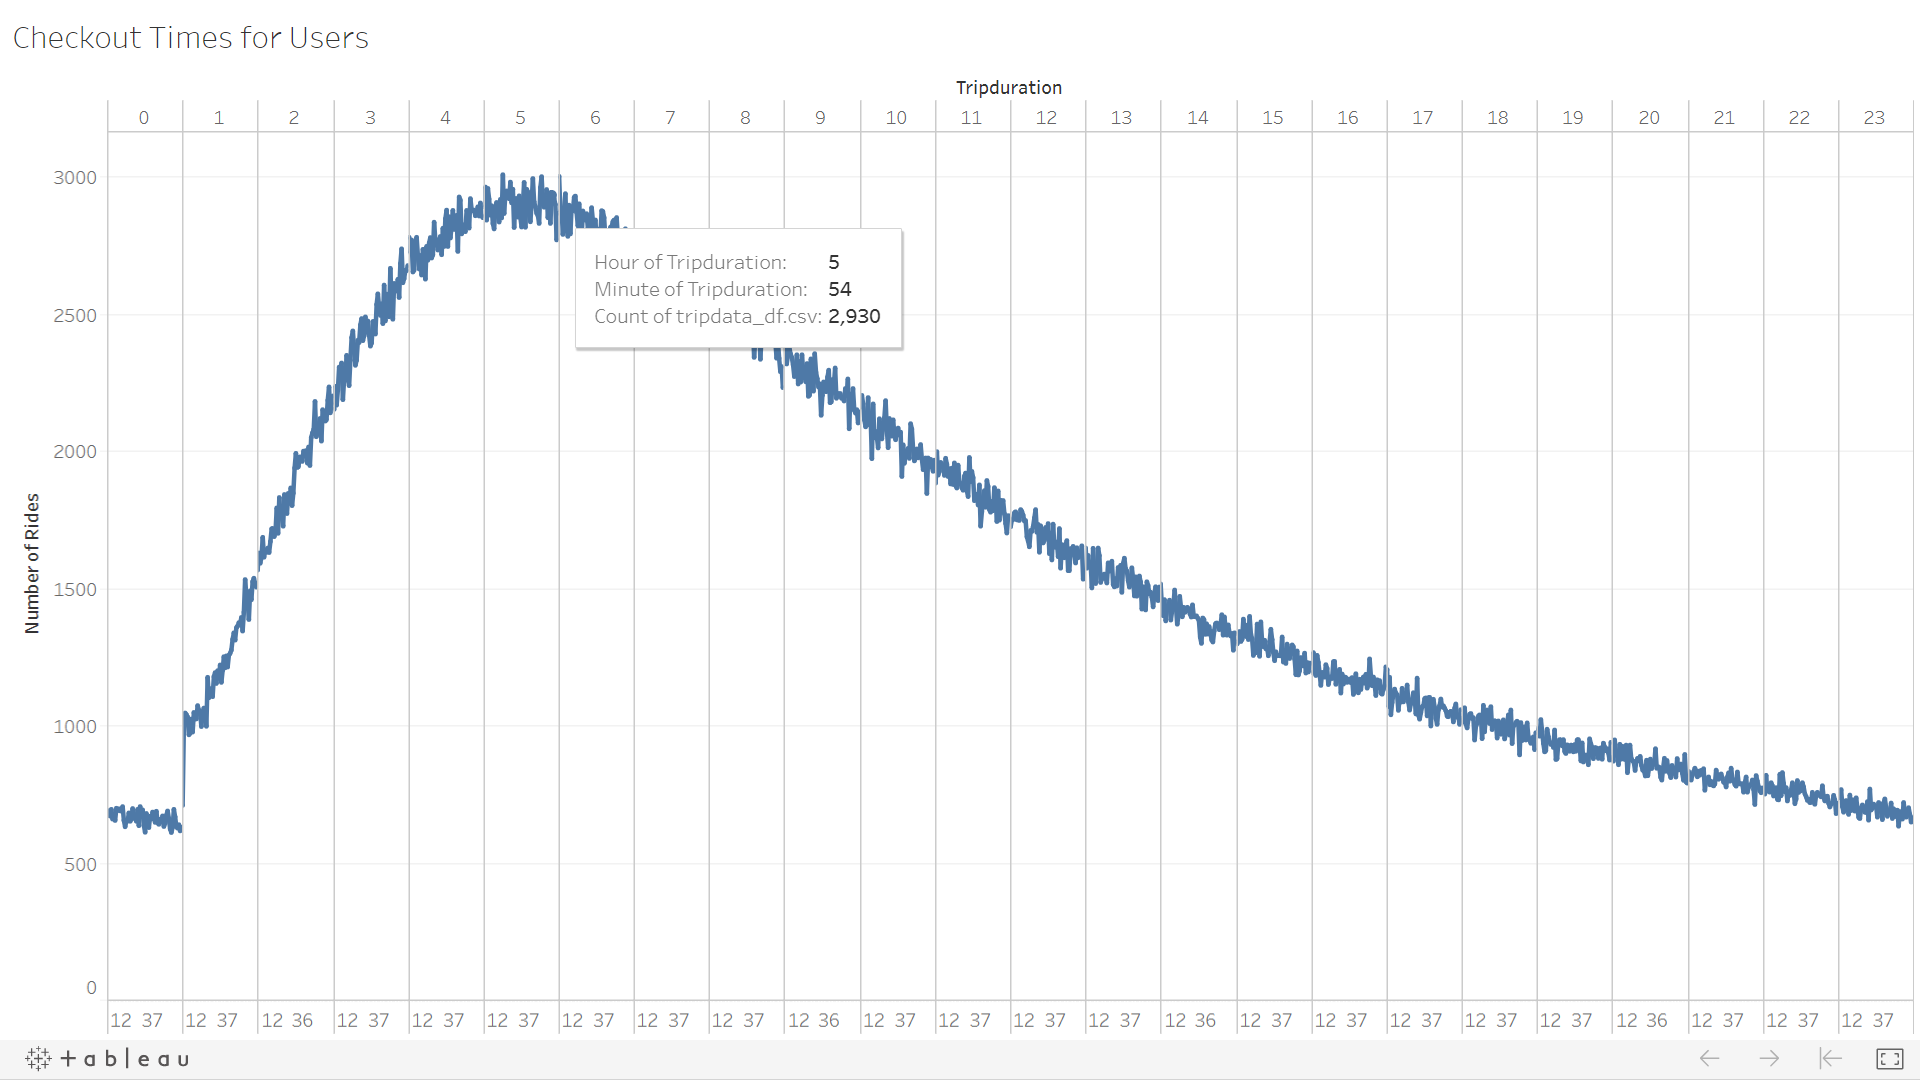 Checkout Times for Users
Tripduration
0 1 2 3 4 5 6 7 8 9 10 11 12 13 14 15 16 17 18 19 20 21 22 23
3000
2500
2000
1500
1000
500
0
Number of Rides
Hour of Tripduration: 5
Minute of Tripduration: 54
Count of tripdata_df.csv: 2,930
12 37 12 37 12 36 12 37 12 37 12 37 12 37 12 37 12 37 12 36 12 37 12 37 12 37 12 37 12 36 12 37 12 37 12 37 12 37 12 37 12 36 12 37 12 37 12 37
+ableau